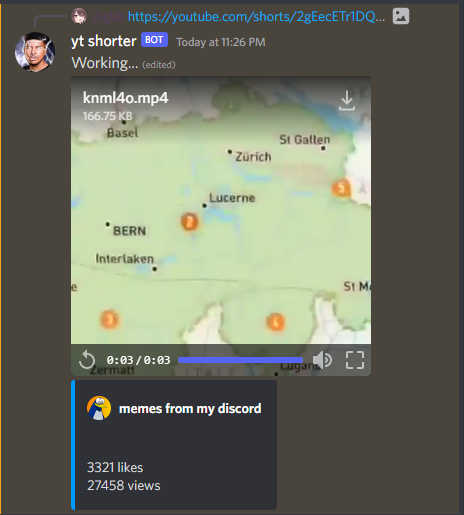 https://youtube.com/shorts/2gEecETr1DQ...
yt shorter BOT Today at 11:26 PM
Working... (edited)
knml4o.mp4
166.75 KB
Basel
St Gallen
Zürich
5
Lucerne
2
BERN
Interlaken
e
St M
3
4
0:03/0:03
Zermatt
ITALY
Lugan
memes from my discord
3321 likes
27458 views